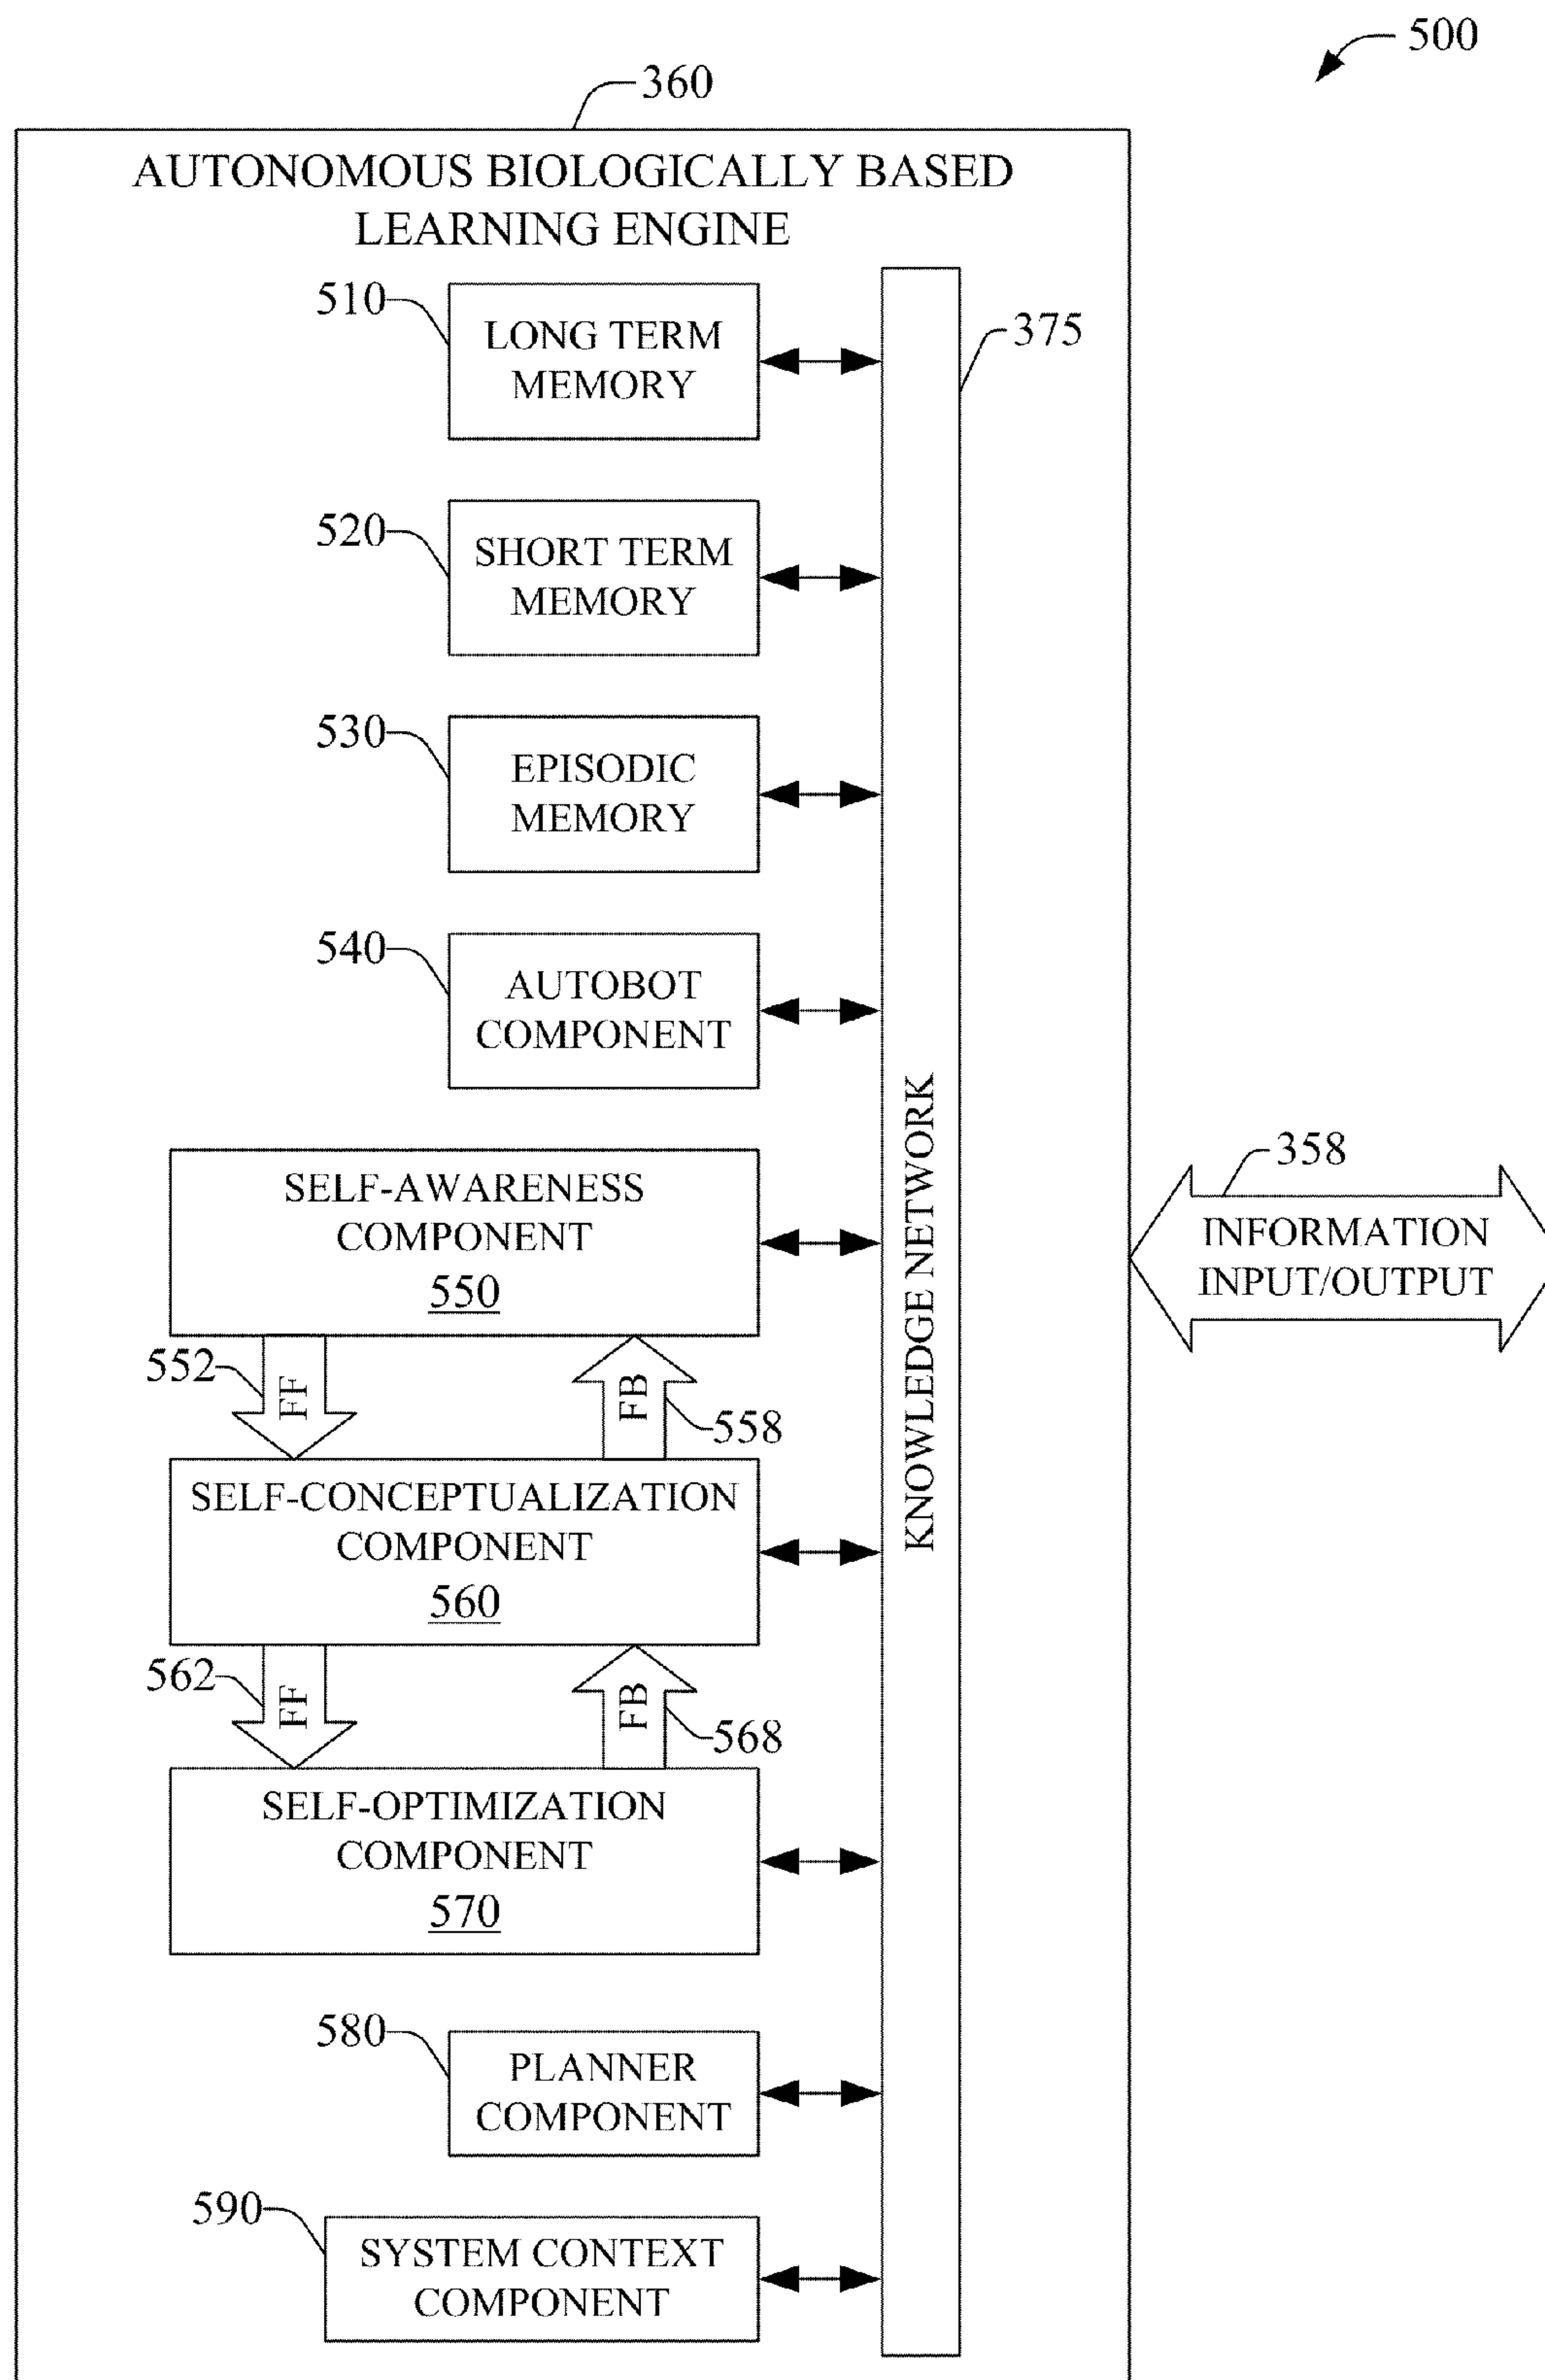 500
360
AUTONOMOUS BIOLOGICALLY BASED
LEARNING ENGINE
510
LONG TERM
MEMORY
375
520
SHORT TERM
MEMORY
530
EPISODIC
MEMORY
540
AUTOBOT
COMPONENT
KNOWLEDGE NETWORK
358
INFORMATION
INPUT/OUTPUT
SELF-AWARENESS
COMPONENT
550
552
FF
FB
558
SELF-CONCEPTUALIZATION
COMPONENT
560
562
FF
FB
568
SELF-OPTIMIZATION
COMPONENT
570
580
PLANNER
COMPONENT
590
SYSTEM CONTEXT
COMPONENT